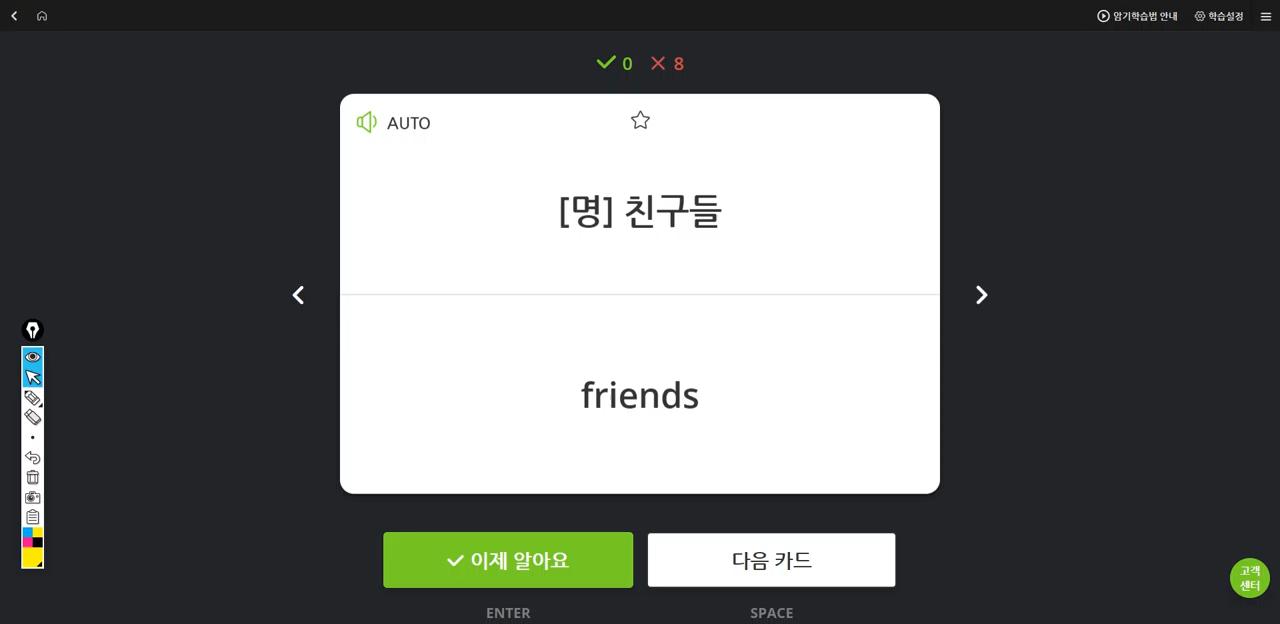 암기학습법 안내 학습설정
0 8
AUTO
[명] 친구들
friends
이제 알아요 다음 카드
ENTER SPACE
고객
센터